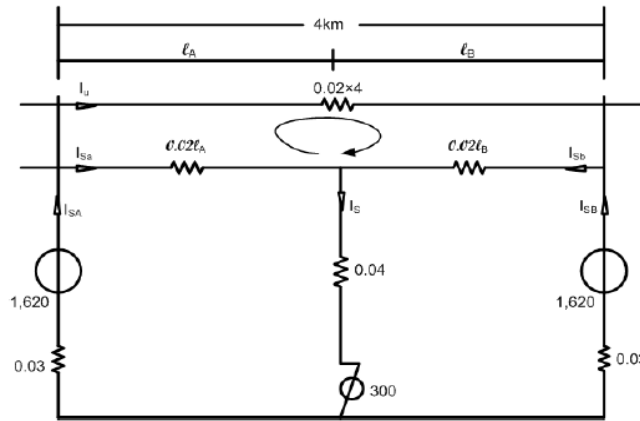 4km
ℓA ℓB
0.02×4
Iu
0.02ℓA 0.02ℓB
ISa ISb
ISA IS ISB
0.04
1,620 1,620
0.03
300